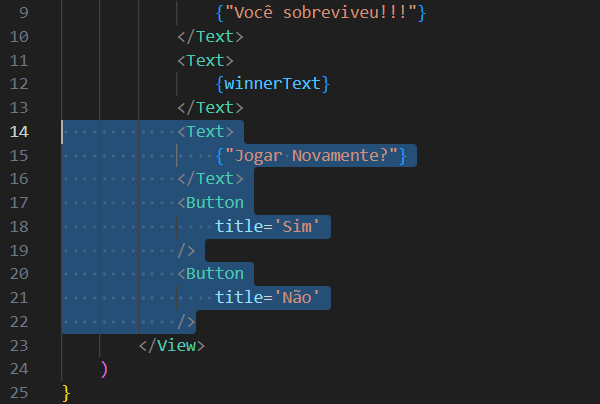 9 {"Você sobreviveu!!!"}
10 </Text>
11 <Text>
12 {winnerText}
13 </Text>
14 <Text>
15 {"Jogar Novamente?"}
16 </Text>
17 <Button
18 title='Sim'
19 />
20 <Button
21 title='Não'
22 />
23 </View>
24 )
25 }